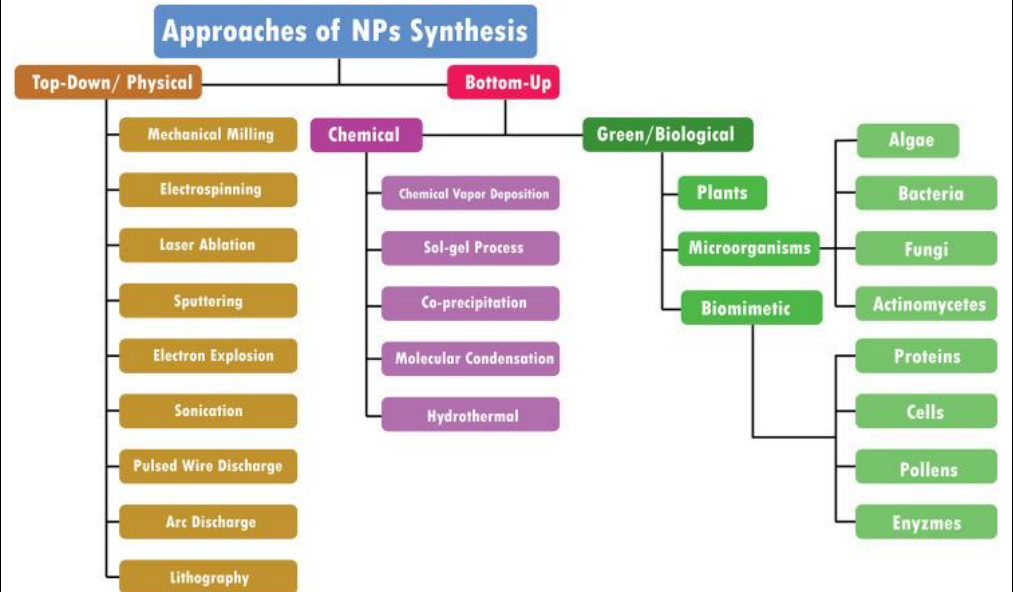 Approaches of NPs Synthesis
Top-Down/ Physical
Bottom-Up
Mechanical Milling
Electrospinning
Laser Ablation
Sputtering
Electron Explosion
Sonication
Pulsed Wire Discharge
Arc Discharge
Lithography
Chemical
Chemical Vapor Deposition
Sol-gel Process
Co-precipitation
Molecular Condensation
Hydrothermal
Green/Biological
Plants
Microorganisms
Biomimetic
Algae
Bacteria
Fungi
Actinomycetes
Proteins
Cells
Pollens
Enyzmes